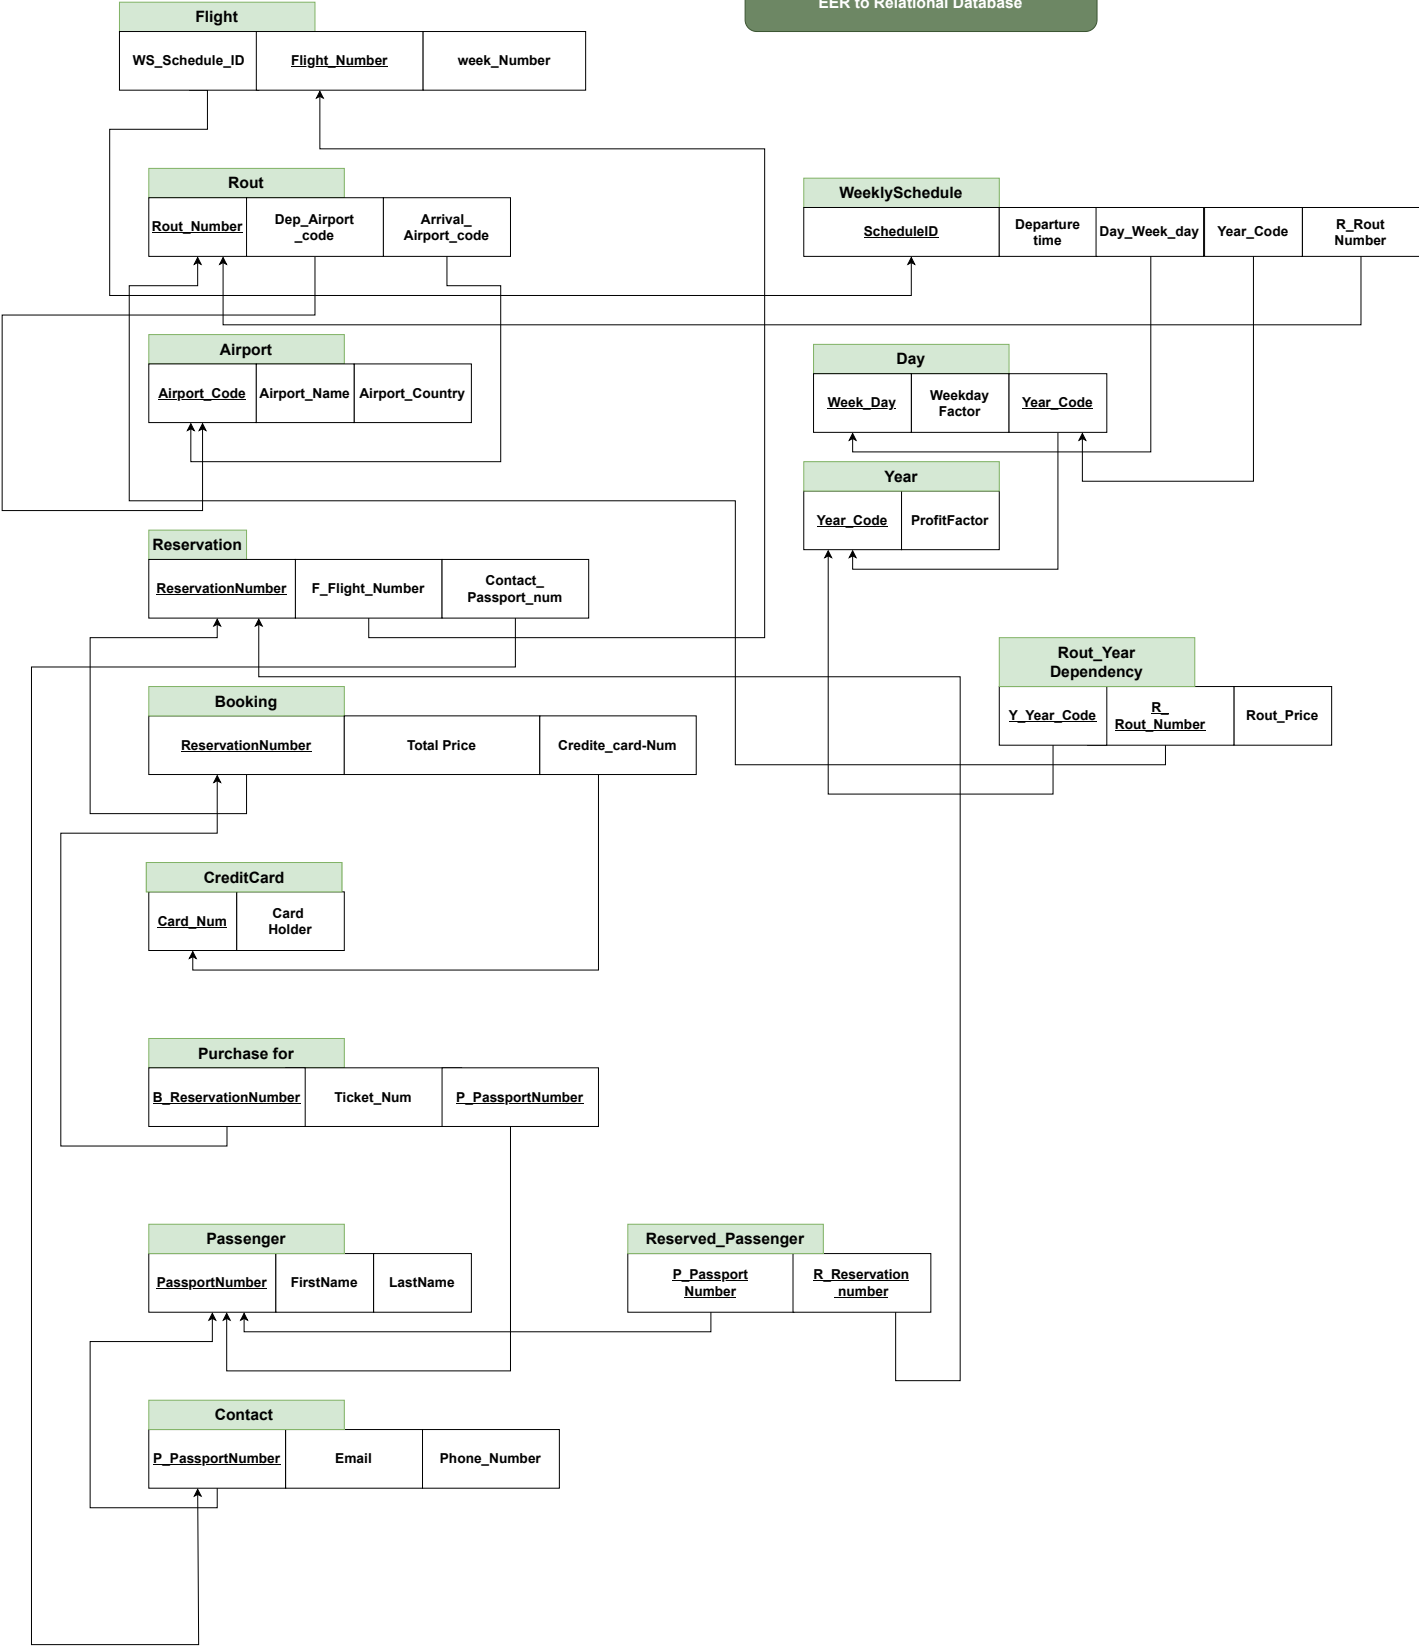 EER to Relational Database
Flight
WS_Schedule_ID
Flight_Number
week_Number
Rout
Rout_Number
Dep_Airport
_code
Arrival_
Airport_code
WeeklySchedule
ScheduleID
Departure
time
Day_Week_day
Year_Code
R_Rout
Number
Airport
Airport_Code
Airport_Name
Airport_Country
Day
Week_Day
Weekday
Factor
Year_Code
Year
Year_Code
ProfitFactor
Reservation
ReservationNumber
F_Flight_Number
Contact_
Passport_num
Rout_Year
Dependency
Y_Year_Code
R_
Rout_Number
Rout_Price
Booking
ReservationNumber
Total Price
Credite_card-Num
CreditCard
Card_Num
Card
Holder
Purchase for
B_ReservationNumber
Ticket_Num
P_PassportNumber
Passenger
PassportNumber
FirstName
LastName
Reserved_Passenger
P_Passport
Number
R_Reservation
_number
Contact
P_PassportNumber
Email
Phone_Number